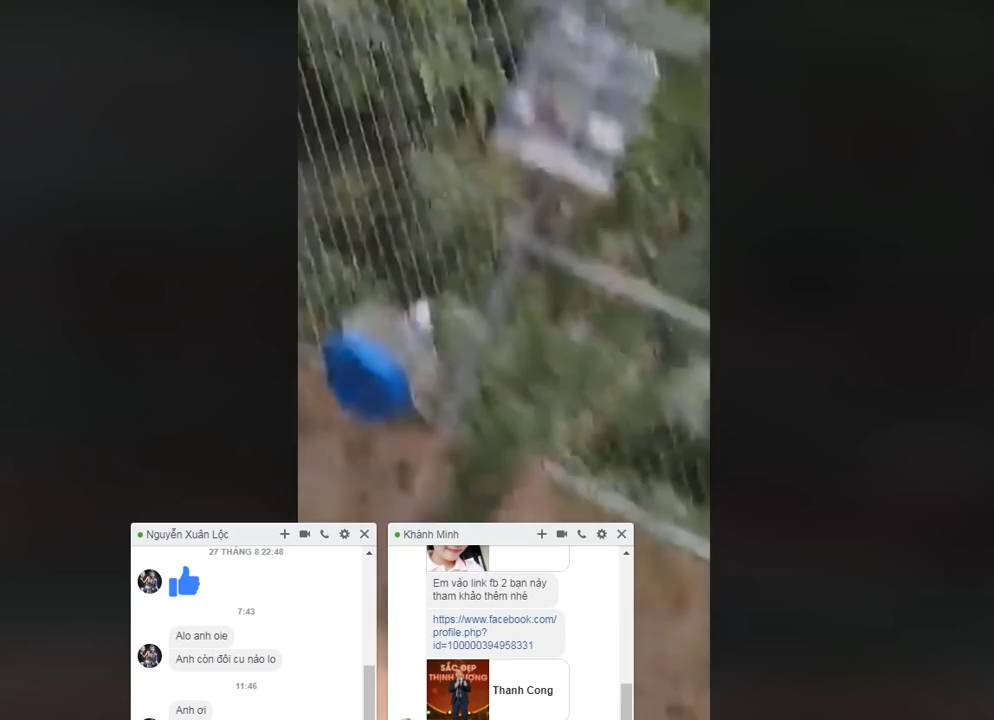 Nguyễn Xuân Lộc
27 THÁNG 8 22:48
7:43
Alo anh oie
Anh còn đôi cu nào lo
11:46
Anh ơi
Khánh Minh
Em vào link fb 2 bạn này
tham khảo thêm nhé
https://www.facebook.com/
profile.php?
id=100000394958331
SẮC ĐẸP
THỊNH VƯỢNG
Thanh Cong